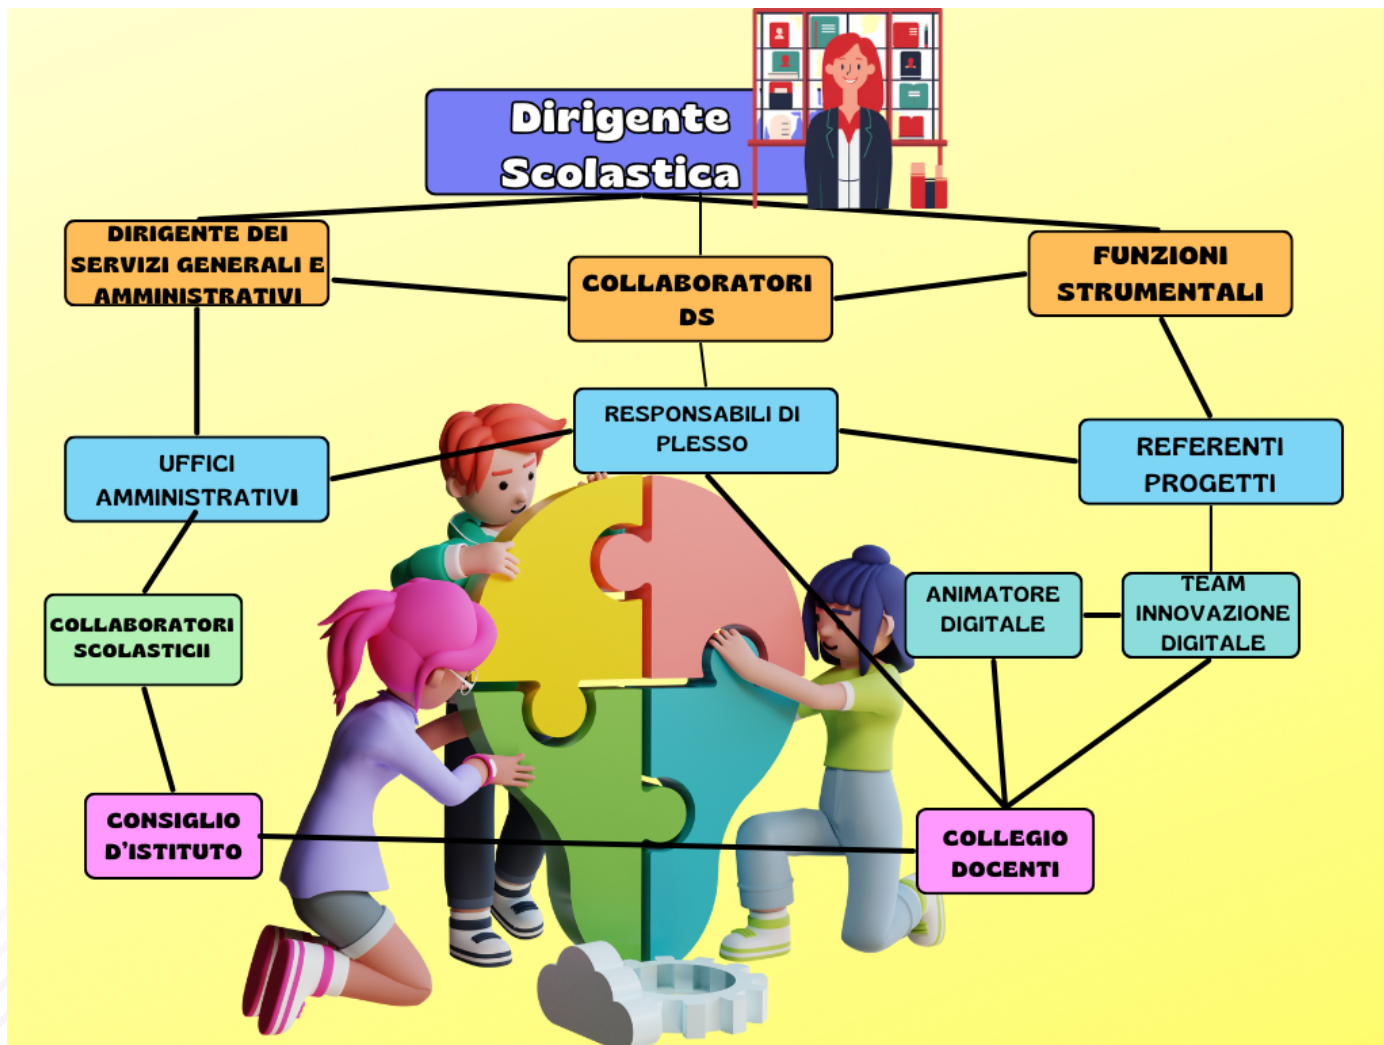 Dirigente
Scolastica
DIRIGENTE DEI
SERVIZI GENERALI E
AMMINISTRATIVI
COLLABORATORI
DS
FUNZIONI
STRUMENTALI
RESPONSABILI DI
PLESSO
UFFICI
AMMINISTRATIVI
REFERENTI
PROGETTI
ANIMATORE
DIGITALE
TEAM
INNOVAZIONE
DIGITALE
COLLABORATORI
SCOLASTICII
CONSIGLIO
D'ISTITUTO
COLLEGIO
DOCENTI